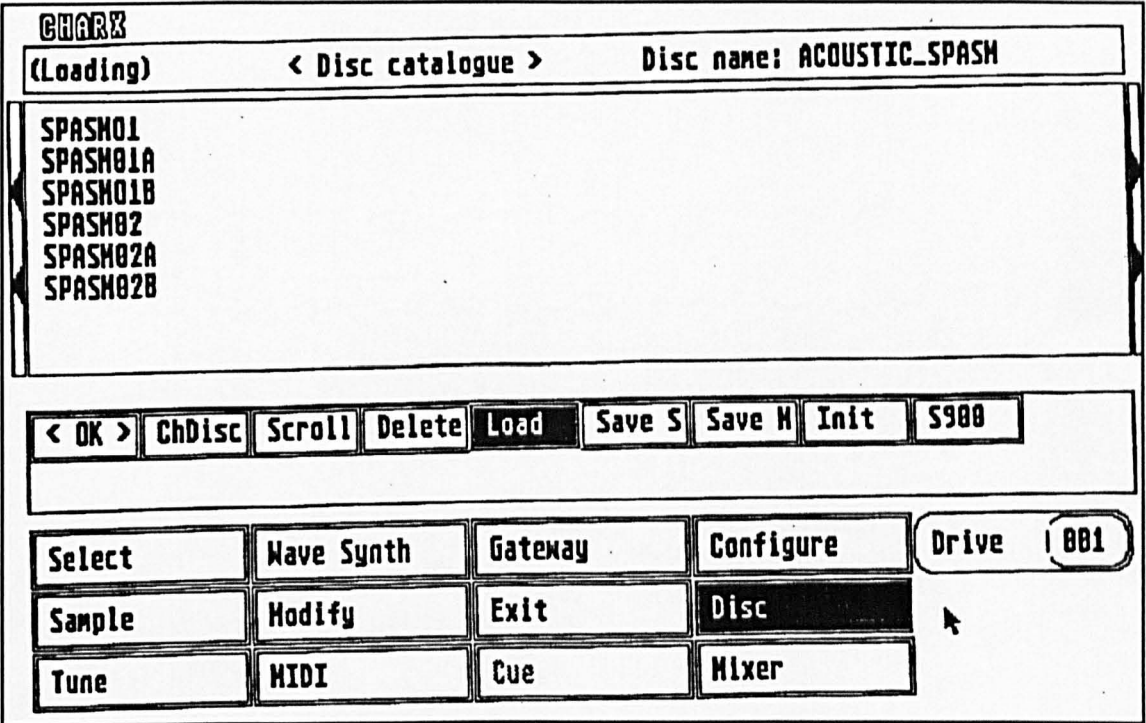 CHARX
(Loading) < Disc catalogue > Disc name: ACOUSTIC_SPASM
SPASM01
SPASM01A
SPASM01B
SPASM02
SPASM02A
SPASM02B
< OK > ChDisc Scroll Delete Load Save S Save M Init S900
Select Wave Synth Gateway Configure Drive 001
Sample Modify Exit Disc
Tune MIDI Cue Mixer